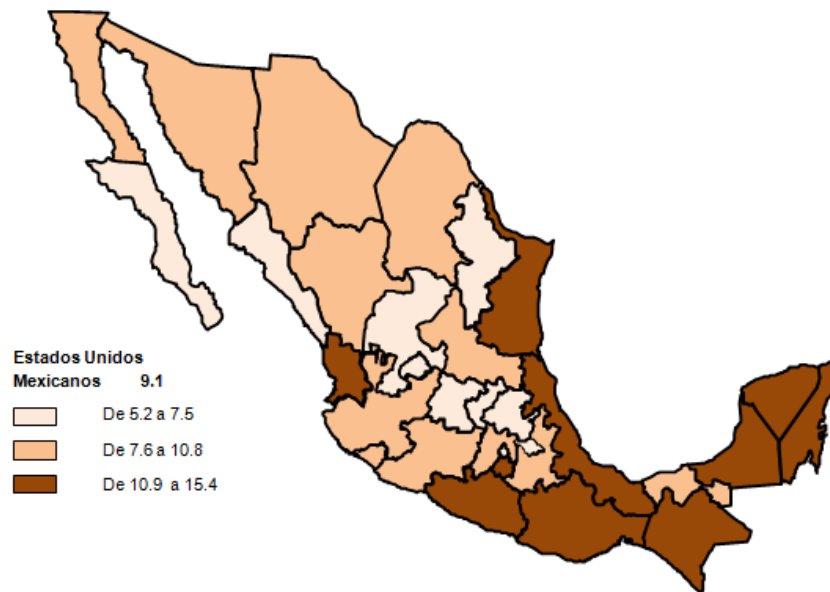 Estados Unidos
Mexicanos 9.1
De 5.2 a 7.5
De 7.6 a 10.8
De 10.9 a 15.4